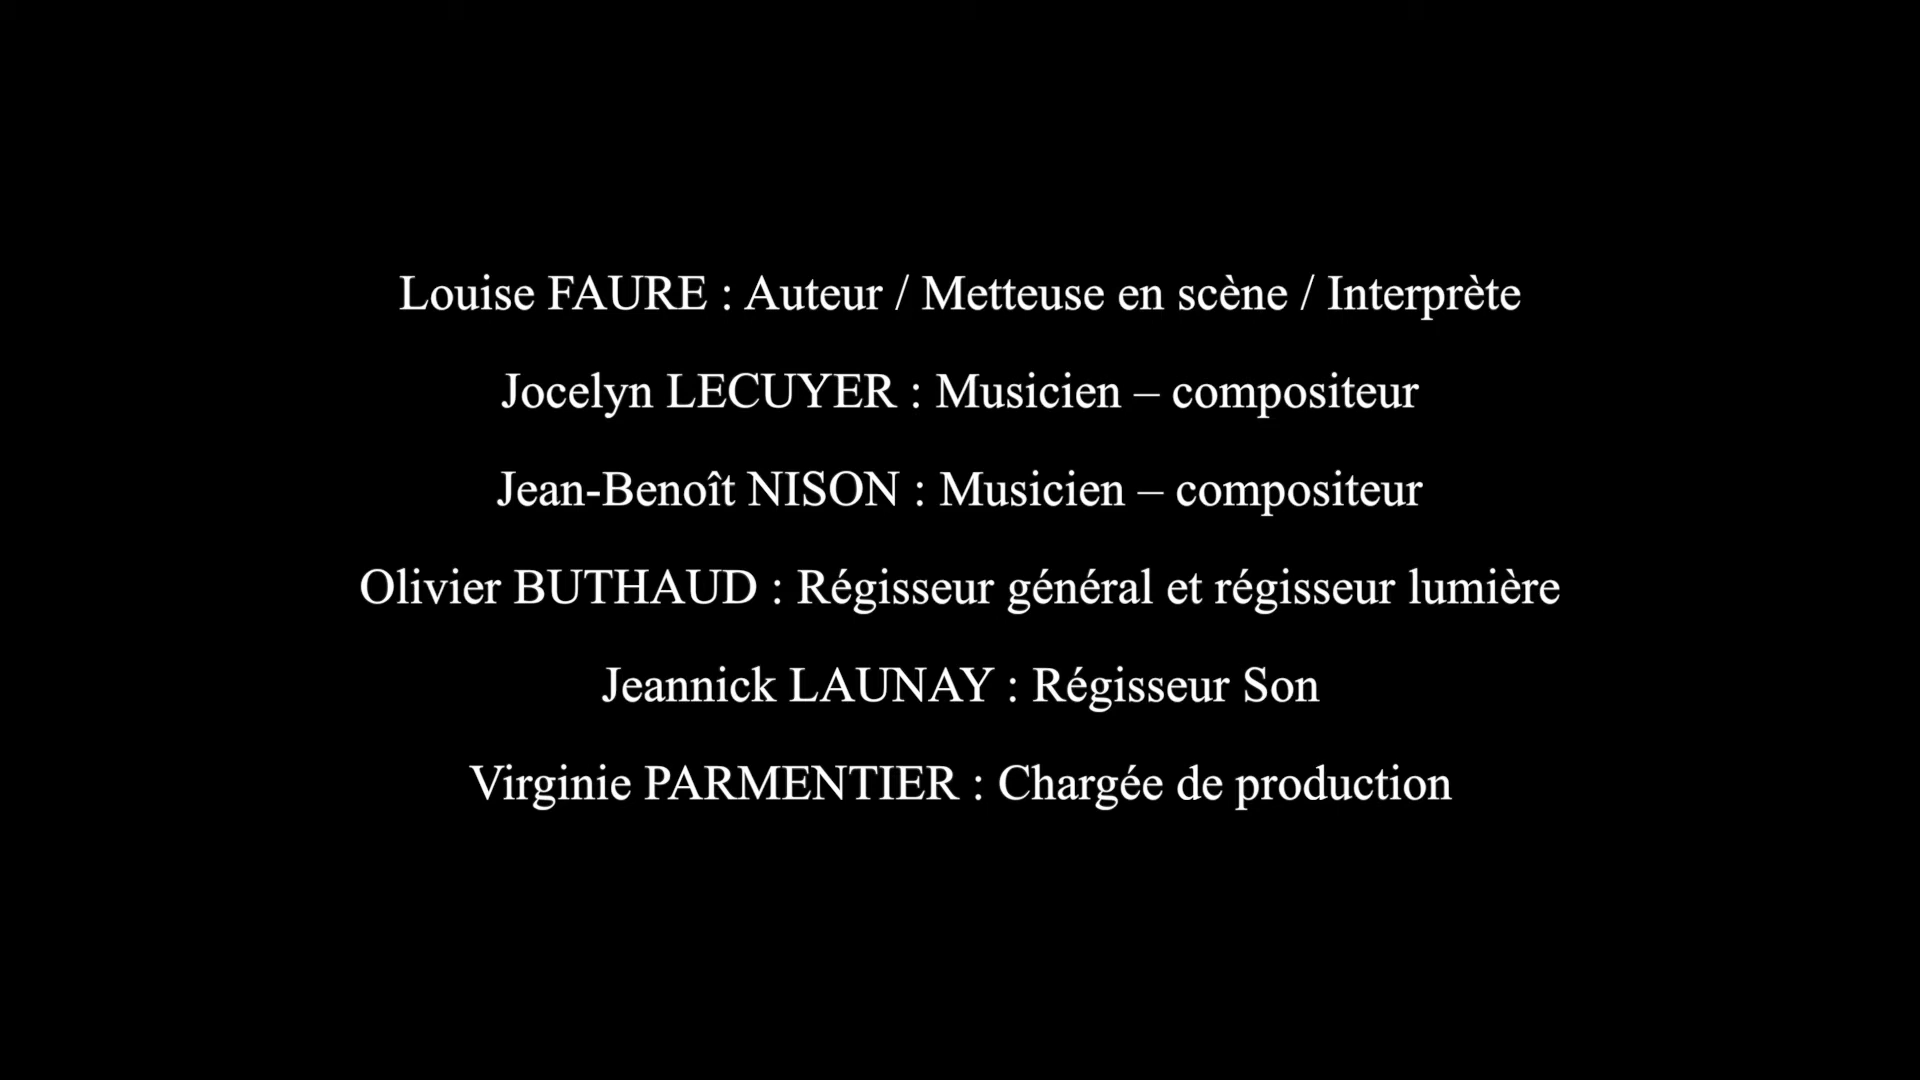 Louise FAURE : Auteur / Metteuse en scène / Interprète
Jocelyn LECUYER : Musicien – compositeur
Jean-Benoît NISON : Musicien – compositeur
Olivier BUTHAUD : Régisseur général et régisseur lumière
Jeannick LAUNAY : Régisseur Son
Virginie PARMENTIER : Chargée de production